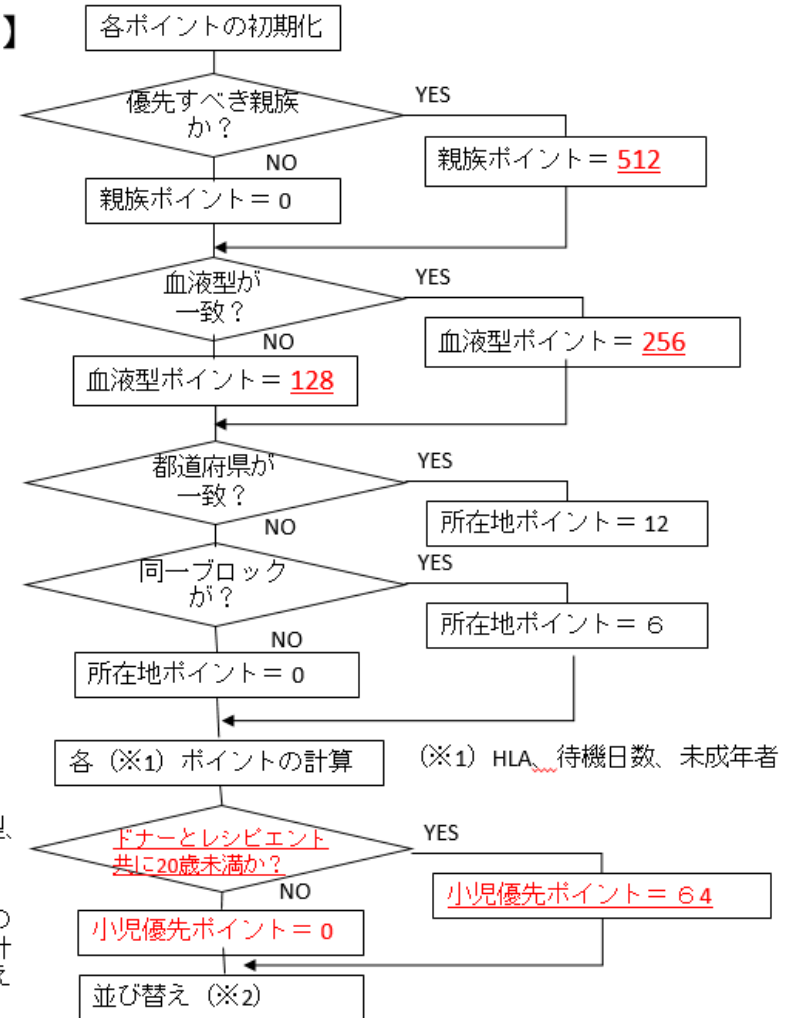 】
各ポイントの初期化
優先すべき親族
か？
YES
親族ポイント＝ 512
NO
親族ポイント＝ 0
血液型が
一致？
YES
血液型ポイント＝ 256
NO
血液型ポイント＝ 128
都道府県が
一致？
YES
所在地ポイント＝ 12
NO
同一ブロック
が？
YES
所在地ポイント＝ ６
NO
所在地ポイント＝ 0
各（※1）ポイントの計算
（※1）HLA、待機日数、未成年者
ドナーとレシピエント
共に20歳未満か？
YES
小児優先ポイント＝ ６4
NO
小児優先ポイント＝ 0
並び替え（※2）